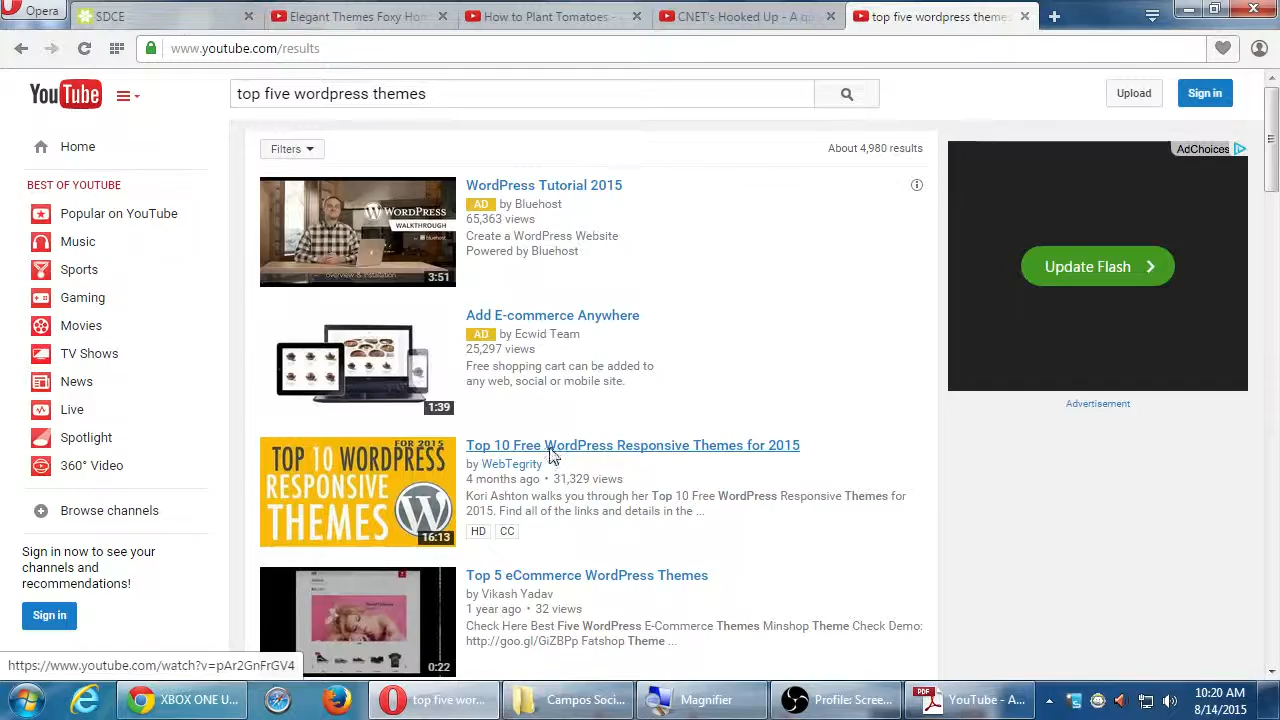 Opera
SDCE
Elegant Themes Foxy Hom
How to Plant Tomatoes -
CNET's Hooked Up - A qu
top five wordpress themes
www.youtube.com/results
YouTube
top five wordpress themes
Upload
Sign in
Home
BEST OF YOUTUBE
Popular on YouTube
Music
Sports
Gaming
Movies
TV Shows
News
Live
Spotlight
360° Video
Browse channels
Sign in now to see your
channels and
recommendations!
Sign in
Filters
About 4,980 results
WORDPRESS
WALKTHROUGH
by bluehost
Overview & Installation
3:51
WordPress Tutorial 2015
AD by Bluehost
65,363 views
Create a WordPress Website
Powered by Bluehost
1:39
Add E-commerce Anywhere
AD by Ecwid Team
25,297 views
Free shopping cart can be added to
any web, social or mobile site.
FOR 2015
TOP 10 WORDPRESS
RESPONSIVE
THEMES
16:13
Top 10 Free WordPress Responsive Themes for 2015
by WebTegrity
4 months ago • 31,329 views
Kori Ashton walks you through her Top 10 Free WordPress Responsive Themes for
2015. Find all of the links and details in the ...
HD CC
0:22
Top 5 eCommerce WordPress Themes
by Vikash Yadav
1 year ago • 32 views
Check Here Best Five WordPress E-Commerce Themes Minshop Theme Check Demo:
http://goo.gl/GiZBPp Fatshop Theme ...
AdChoices
Update Flash
Advertisement
https://www.youtube.com/watch?v=pAr2GnFrGV4
XBOX ONE U...
top five wor...
Campos Soci...
Magnifier
Profile: Scree...
PDF
YouTube - A...
10:20 AM
8/14/2015